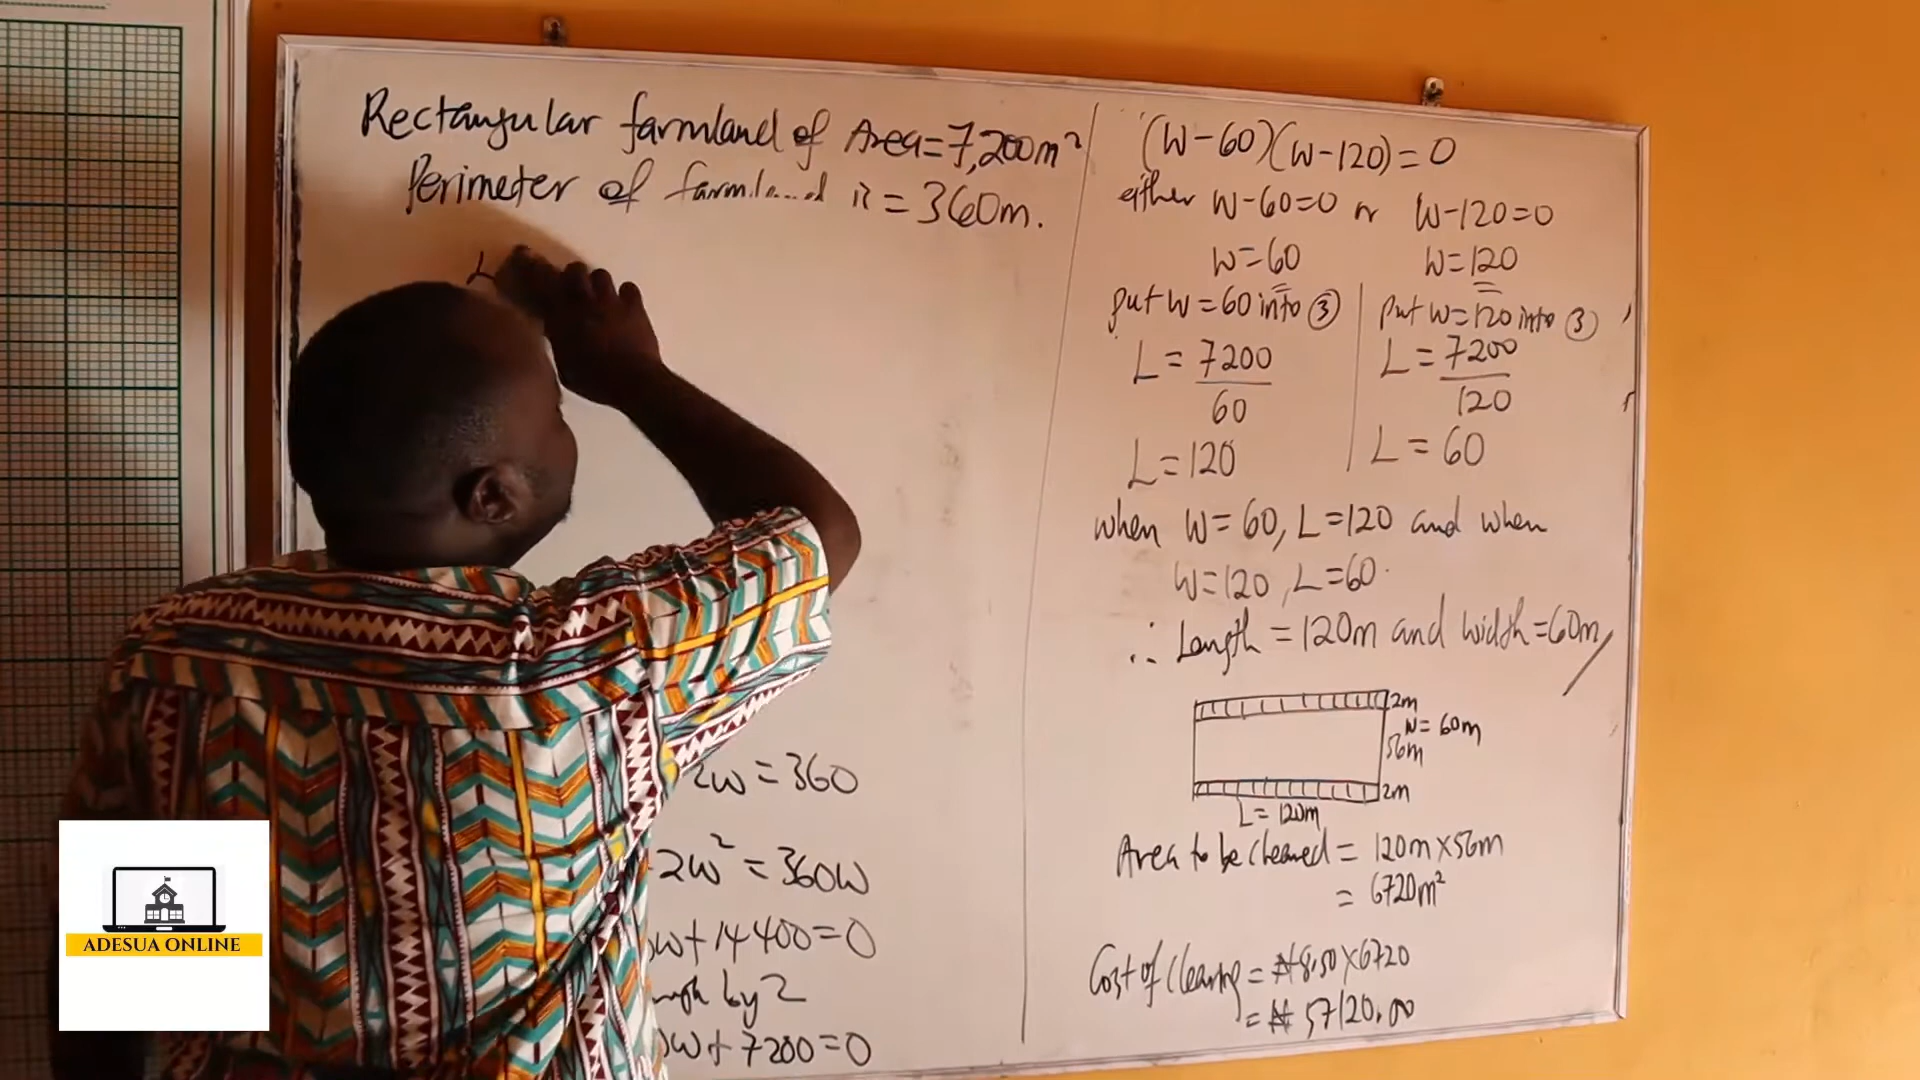 Rectangular farmland of Area=7,200m²
Perimeter of farmland is = 360m.
L
2w = 360
2w² = 360w
w+14400=0
by 2
w+7200=0
(W-60)(W-120)=0
either W-60=0 or W-120=0
W=60 W=120
put W=60 into ③ put W=120 into ③
L = 7200 L = 7200
60 120
L=120 L = 60
when W=60, L=120 and when
W=120, L=60.
∴ Length = 120m and width=60m
2m
W= 60m
56m
2m
L= 120m
Area to be cleared = 120m x 56m
= 6720m²
Cost of clearing = ₦8.50 x 6720
= ₦57120.00
ADESUA ONLINE